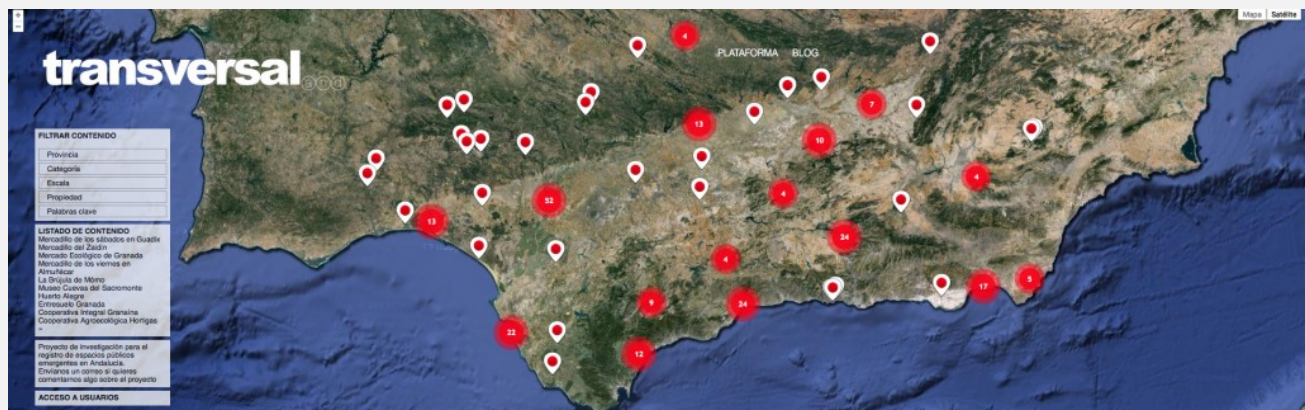 +
−
Mapa Satélite
transversal and
PLATAFORMA BLOG
FILTRAR CONTENIDO
Provincia
Categoría
Escala
Propiedad
Palabras clave
LISTADO DE CONTENIDO
Mercadillo de los sábados en Guadix
Mercadillo del Zaidín
Mercado Ecológico de Granada
Mercadillo de los viernes en
Almuñécar
La Brújula de Momo
Museo Cuevas del Sacromonte
Huerto Alegre
Entresuelo Granada
Cooperativa Integral Granaína
Cooperativa Agroecológica Hortigas
Proyecto de investigación para el
registro de espacios públicos
emergentes en Andalucía.
Envíanos un correo si quieres
comentarnos algo sobre el proyecto
ACCESO A USUARIOS
4
7
13
10
4
52
4
13
24
4
5
17
9
24
22
12